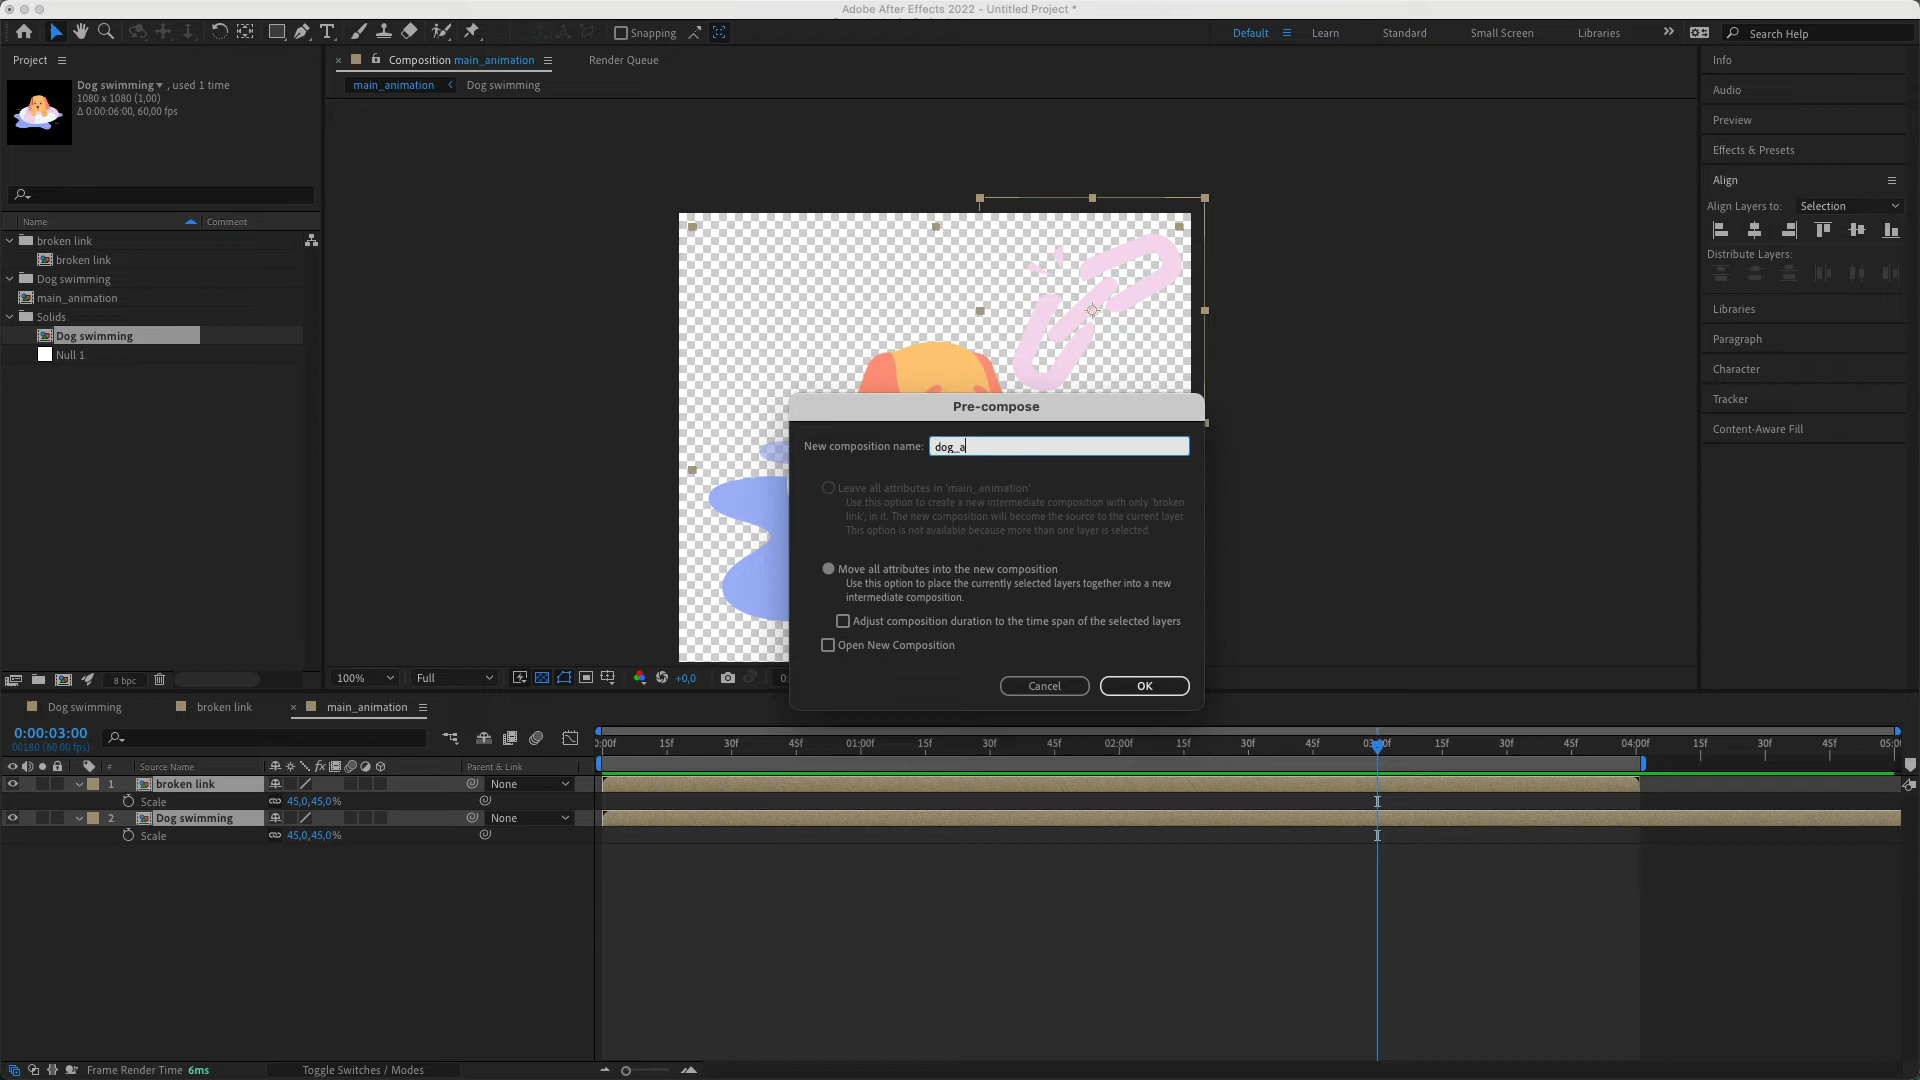 Adobe After Effects 2022 - Untitled Project *
Snapping
Default
Learn
Standard
Small Screen
Libraries
Search Help
Project
Dog swimming , used 1 time
1080 x 1080 (1,00)
Δ 0:00:06:00, 60,00 fps
Name
Comment
broken link
broken link
Dog swimming
main_animation
Solids
Dog swimming
Null 1
8 bpc
Composition main_animation
Render Queue
main_animation
Dog swimming
100%
Full
+0,0
Pre-compose
New composition name: dog_a
Leave all attributes in 'main_animation'
Use this option to create a new intermediate composition with only 'broken
link', in it. The new composition will become the source to the current layer.
This option is not available because more than one layer is selected.
Move all attributes into the new composition
Use this option to place the currently selected layers together into a new
intermediate composition.
Adjust composition duration to the time span of the selected layers
Open New Composition
Cancel
OK
Info
Audio
Preview
Effects & Presets
Align
Align Layers to: Selection
Distribute Layers:
Libraries
Paragraph
Character
Tracker
Content-Aware Fill
Dog swimming
broken link
main_animation
0:00:03:00
00180 (60 00 fps)
# Source Name
Parent & Link
1 broken link None
Scale 45,0,45,0%
2 Dog swimming None
Scale 45,0,45,0%
15f 30f 45f 01:00f 15f 30f 45f 02:00f 15f 30f 45f 15f 30f 45f 04:00f 15f 30f 45f
Frame Render Time 6ms
Toggle Switches / Modes